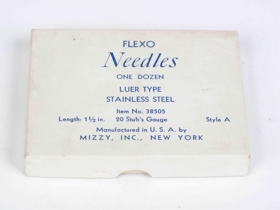 FLEXO
Needles
ONE DOZEN
LUER TYPE
STAINLESS STEEL
Item No. 38505
Length: 1½ in. 20 Stub's Gauge Style A
Manufactured in U. S. A. by
MIZZY, INC., NEW YORK